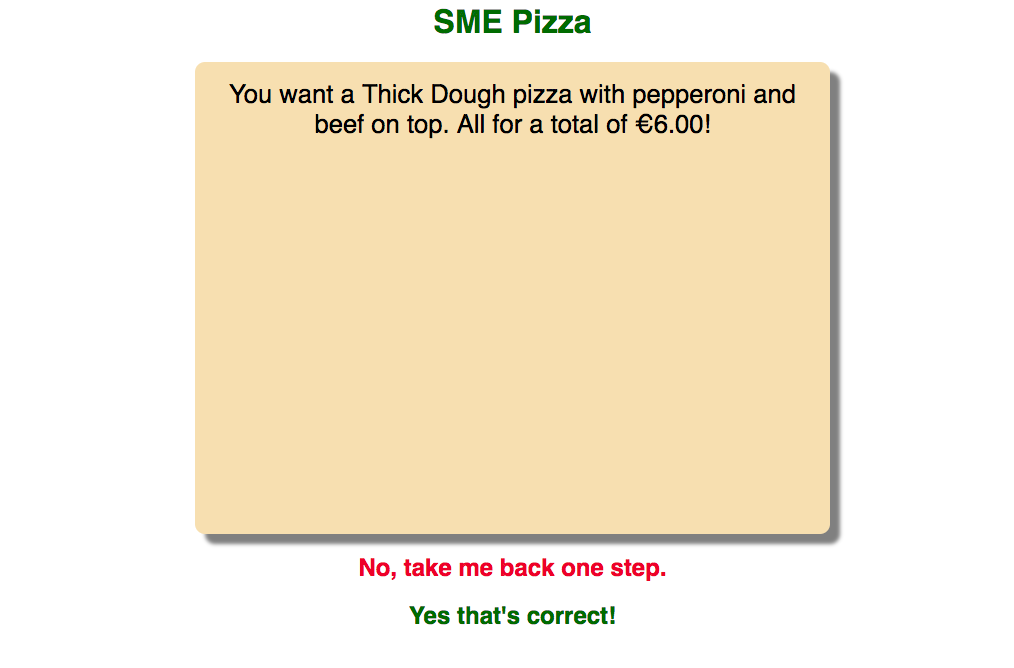 SME Pizza
You want a Thick Dough pizza with pepperoni and
beef on top. All for a total of €6.00!
No, take me back one step.
Yes that's correct!